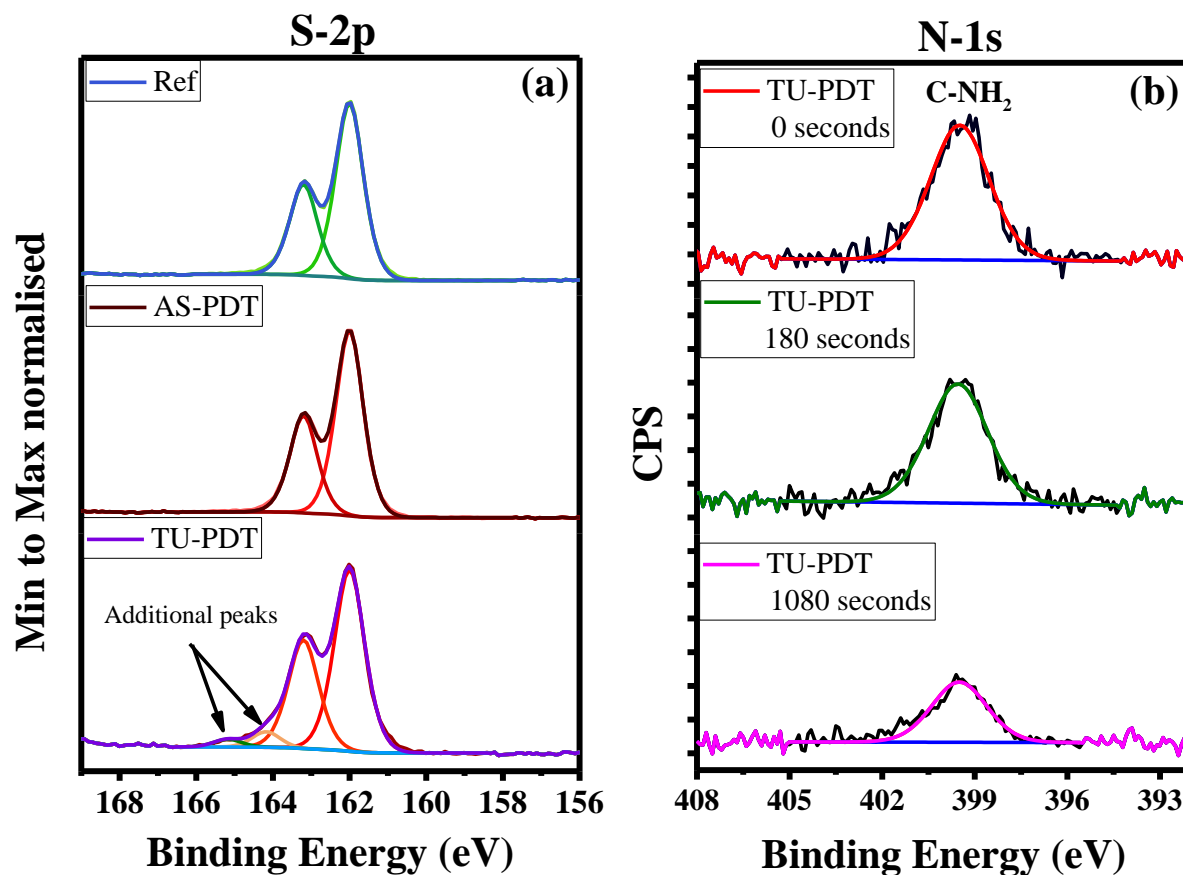 S-2p
Ref
(a)
AS-PDT
TU-PDT
Additional peaks
Min to Max normalised
168 166 164 162 160 158 156
Binding Energy (eV)
N-1s
TU-PDT
0 seconds
C-NH₂
(b)
TU-PDT
180 seconds
TU-PDT
1080 seconds
CPS
408 405 402 399 396 393
Binding Energy (eV)